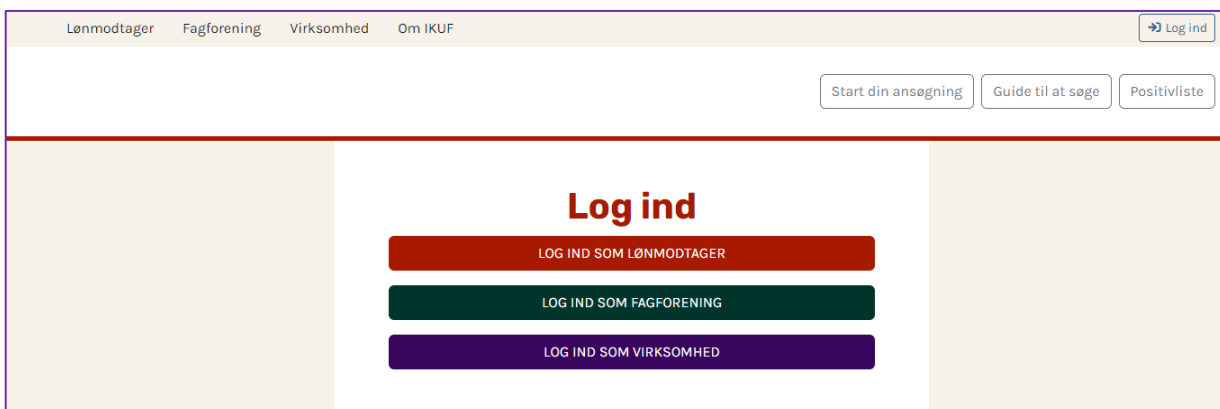 Lønmodtager Fagforening Virksomhed Om IKUF Log ind
Start din ansøgning Guide til at søge Positivliste
Log ind
LOG IND SOM LØNMODTAGER
LOG IND SOM FAGFORENING
LOG IND SOM VIRKSOMHED